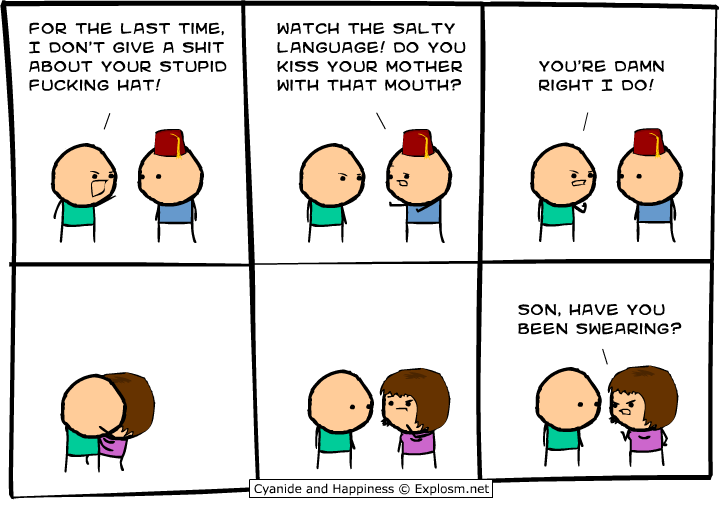 FOR THE LAST TIME,
I DON'T GIVE A SHIT
ABOUT YOUR STUPID
FUCKING HAT!
WATCH THE SALTY
LANGUAGE! DO YOU
KISS YOUR MOTHER
WITH THAT MOUTH?
YOU'RE DAMN
RIGHT I DO!
SON, HAVE YOU
BEEN SWEARING?
Cyanide and Happiness © Explosm.net